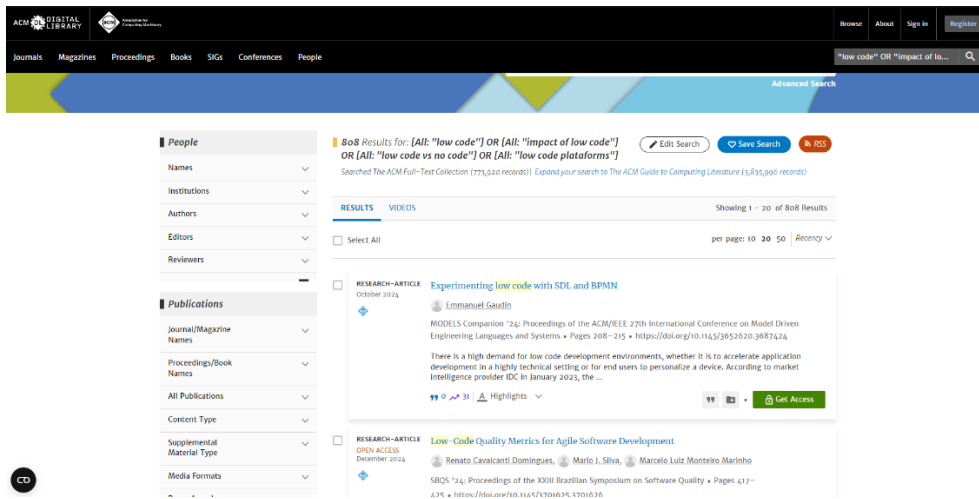 ACM DL DIGITAL LIBRARY
acm Association for Computing Machinery
Browse About Sign in Register
Journals Magazines Proceedings Books SIGs Conferences People
"low code" OR "impact of lo...
Advanced Search
People
Names
Institutions
Authors
Editors
Reviewers
Publications
Journal/Magazine
Names
Proceedings/Book
Names
All Publications
Content Type
Supplemental
Material Type
Media Formats
808 Results for: [All: "low code"] OR [All: "impact of low code"]
OR [All: "low code vs no code"] OR [All: "low code plataforms"]
Edit Search
Save Search
RSS
Searched The ACM Full-Text Collection (773,920 records)| Expand your search to The ACM Guide to Computing Literature (3,835,996 records)
RESULTS VIDEOS
Showing 1 - 20 of 808 Results
Select All
per page: 10 20 50 Recency
RESEARCH-ARTICLE
October 2024
Experimenting low code with SDL and BPMN
Emmanuel Gaudin
MODELS Companion '24: Proceedings of the ACM/IEEE 27th International Conference on Model Driven
Engineering Languages and Systems • Pages 208–215 • https://doi.org/10.1145/3652620.3687424
There is a high demand for low code development environments, whether it is to accelerate application
development in a highly technical setting or for end users to personalize a device. According to market
intelligence provider IDC in January 2023, the ...
0 31 A Highlights
Get Access
RESEARCH-ARTICLE
OPEN ACCESS
December 2024
Low-Code Quality Metrics for Agile Software Development
Renato Cavalcanti Domingues, Mario J. Silva, Marcelo Luiz Monteiro Marinho
SBQS '24: Proceedings of the XXIII Brazilian Symposium on Software Quality • Pages 417–
425 • https://doi.org/10.1145/3701625.3701626